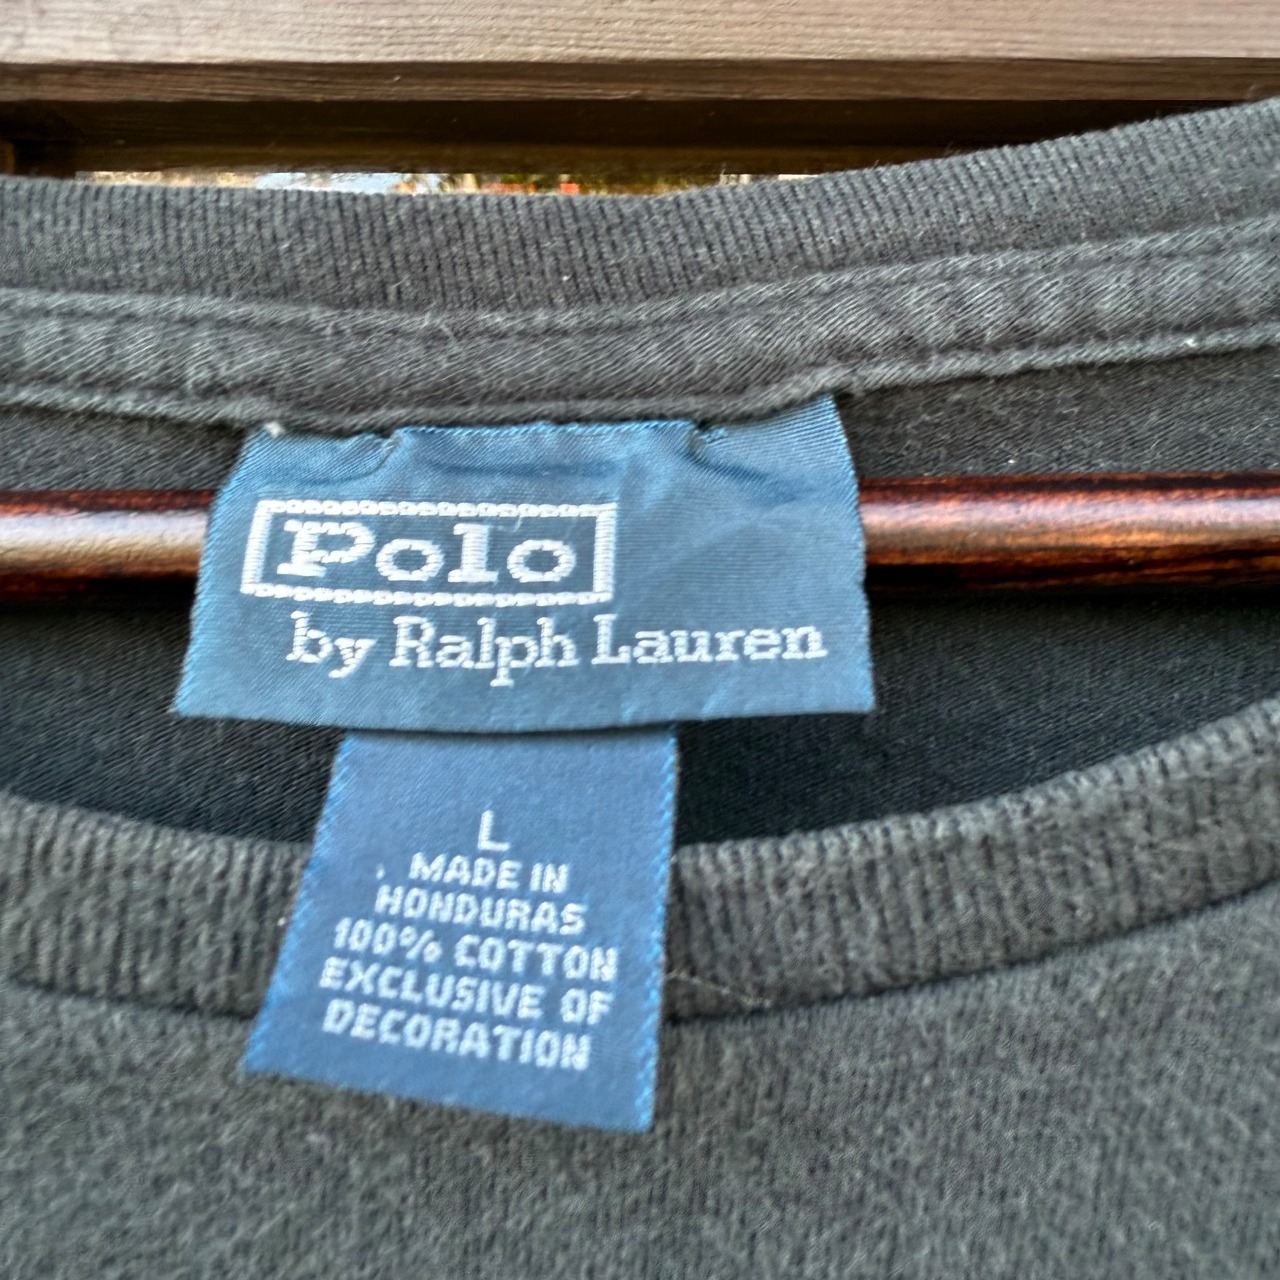 Polo
by Ralph Lauren
L
MADE IN
HONDURAS
100% COTTON
EXCLUSIVE OF
DECORATION